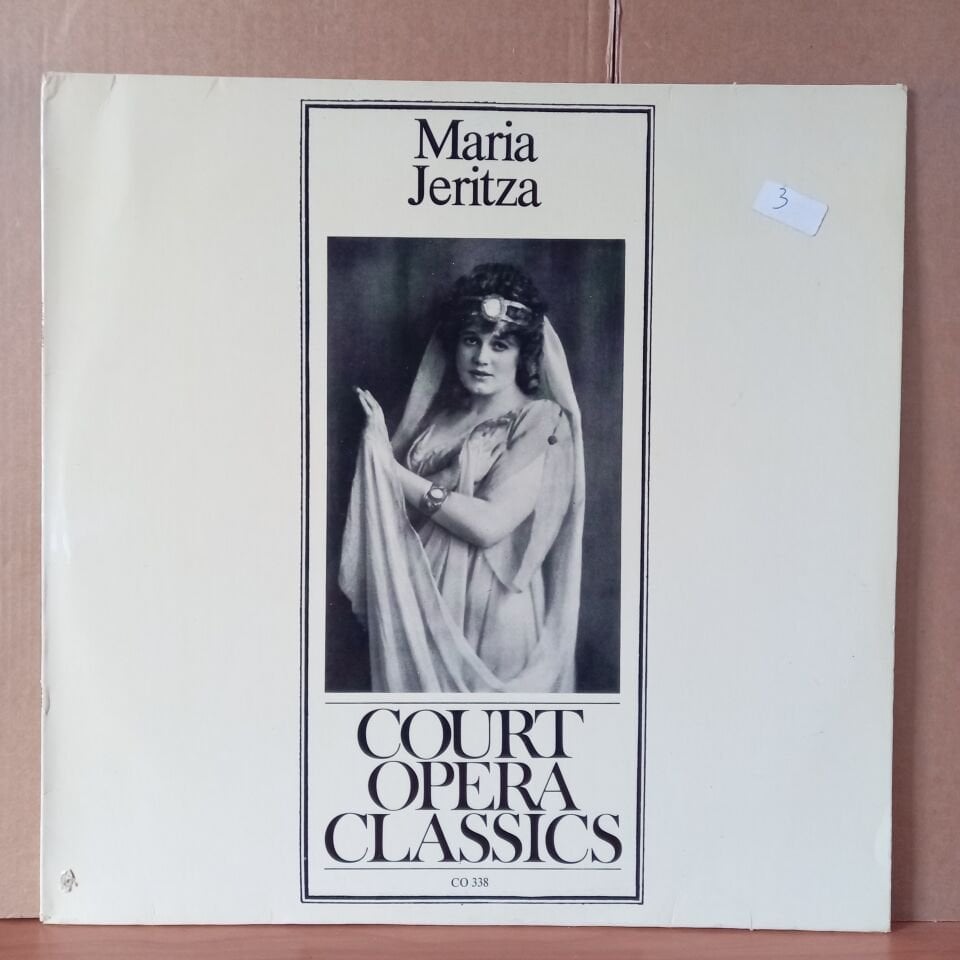 Maria
Jeritza
3
COURT
OPERA
CLASSICS
CO 338